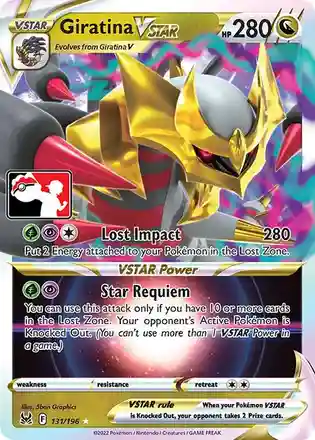 VSTAR Giratina VSTAR HP 280
Evolves from Giratina V
Lost Impact 280
Put 2 Energy attached to your Pokémon in the Lost Zone.
VSTAR Power
Star Requiem
You can use this attack only if you have 10 or more cards
in the Lost Zone. Your opponent's Active Pokémon is
Knocked Out. (You can't use more than 1 VSTAR Power in
a game.)
weakness resistance retreat
Illus. 5ban Graphics
F 131/196
VSTAR rule When your Pokémon VSTAR
is Knocked Out, your opponent takes 2 Prize cards.
©2022 Pokémon / Nintendo / Creatures / GAME FREAK